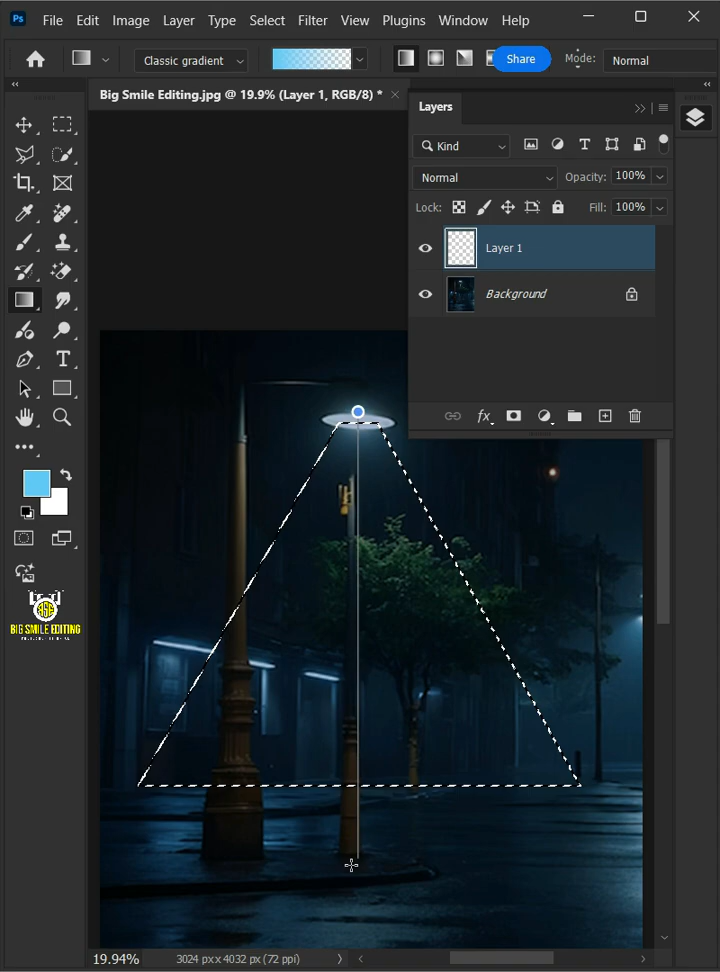 Ps File Edit Image Layer Type Select Filter View Plugins Window Help
Classic gradient Share Mode: Normal
Big Smile Editing.jpg @ 19.9% (Layer 1, RGB/8) *
Layers
Kind
Normal Opacity: 100%
Lock: Fill: 100%
Layer 1
Background
fx
BIG SMILE EDITING
19.94% 3024 px x 4032 px (72 ppi)